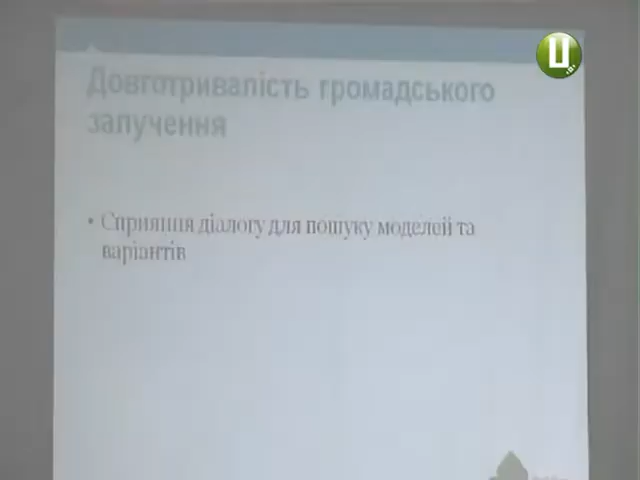 Ц
Довготривалість громадського
залучення
• Сприяння діалогу для пошуку моделей та
варіантів